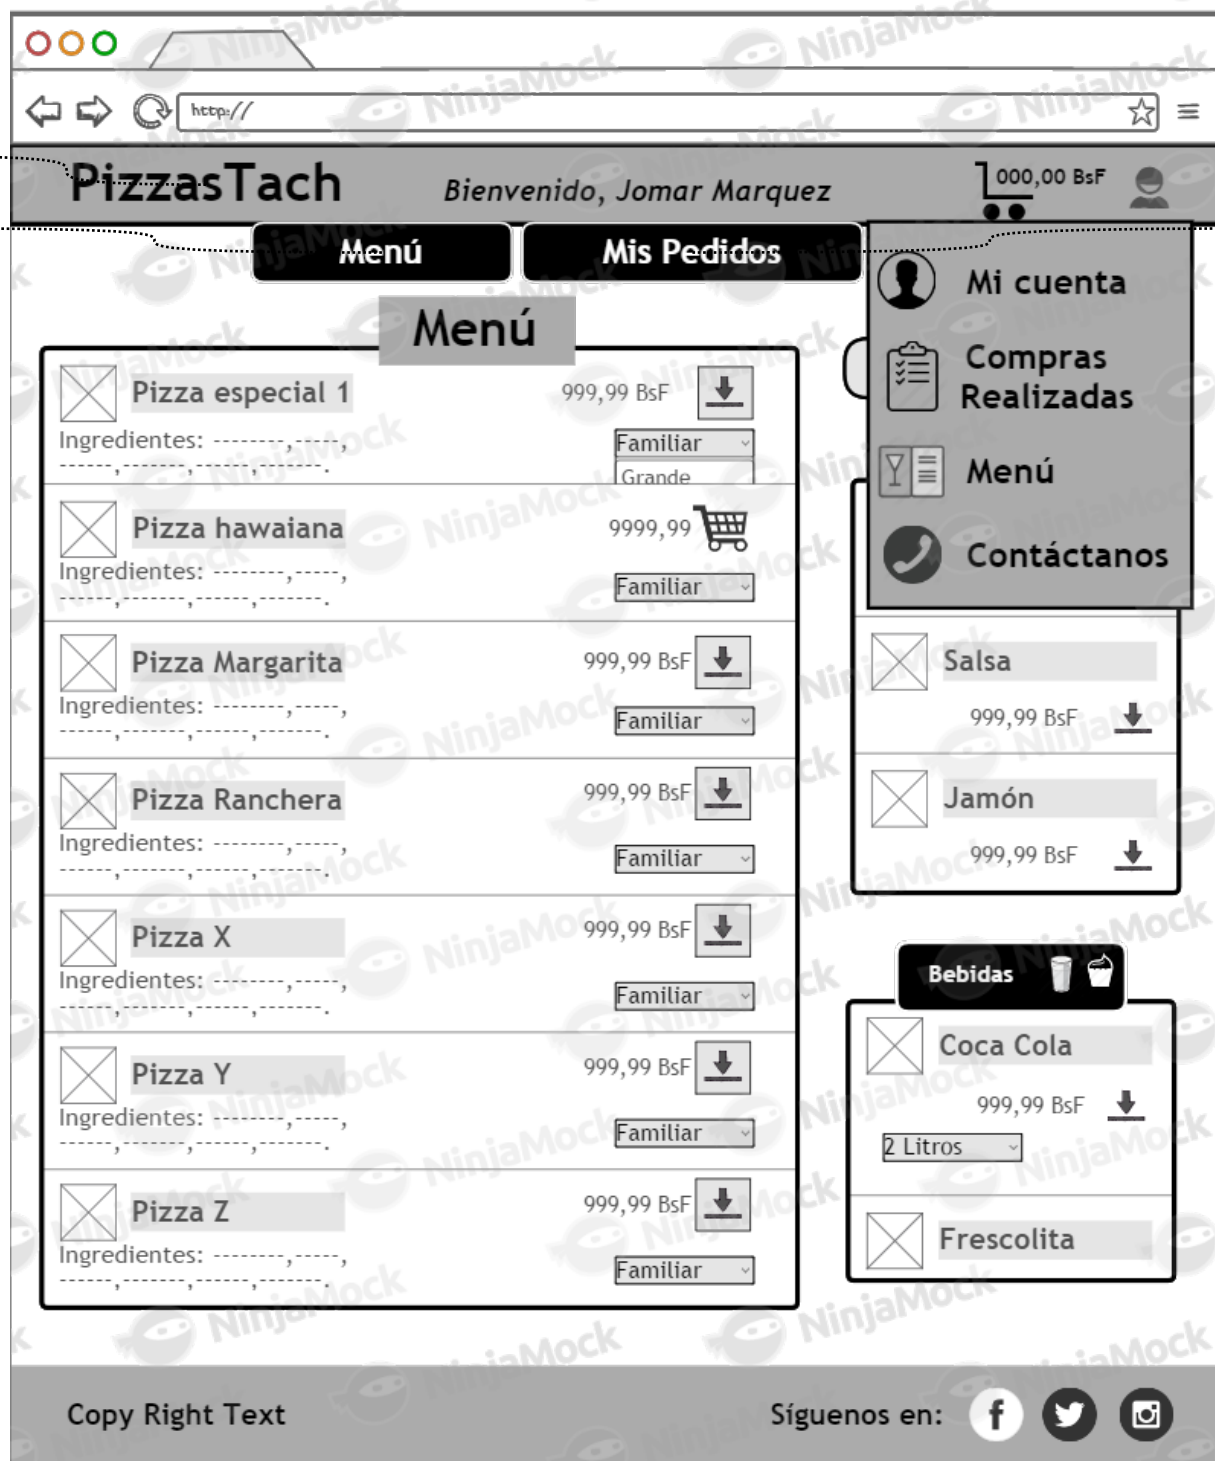 http://
PizzasTach
Bienvenido, Jomar Marquez
000,00 BsF
Menú
Mis Pedidos
Mi cuenta
Compras
Realizadas
Menú
Contáctanos
Menú
Pizza especial 1
999,99 BsF
Ingredientes: --------,-----,
------,-------,------,-------.
Familiar
Grande
Pizza hawaiana
9999,99
Ingredientes: --------,-----,
------,-------,------,-------.
Familiar
Pizza Margarita
999,99 BsF
Ingredientes: --------,-----,
------,-------,------,-------.
Familiar
Pizza Ranchera
999,99 BsF
Ingredientes: --------,-----,
------,-------,------,-------.
Familiar
Pizza X
999,99 BsF
Ingredientes: --------,-----,
------,-------,------,-------.
Familiar
Pizza Y
999,99 BsF
Ingredientes: --------,-----,
------,-------,------,-------.
Familiar
Pizza Z
999,99 BsF
Ingredientes: --------,-----,
------,-------,------,-------.
Familiar
Salsa
999,99 BsF
Jamón
999,99 BsF
Bebidas
Coca Cola
999,99 BsF
2 Litros
Frescolita
Copy Right Text
Síguenos en:
NinjaMock